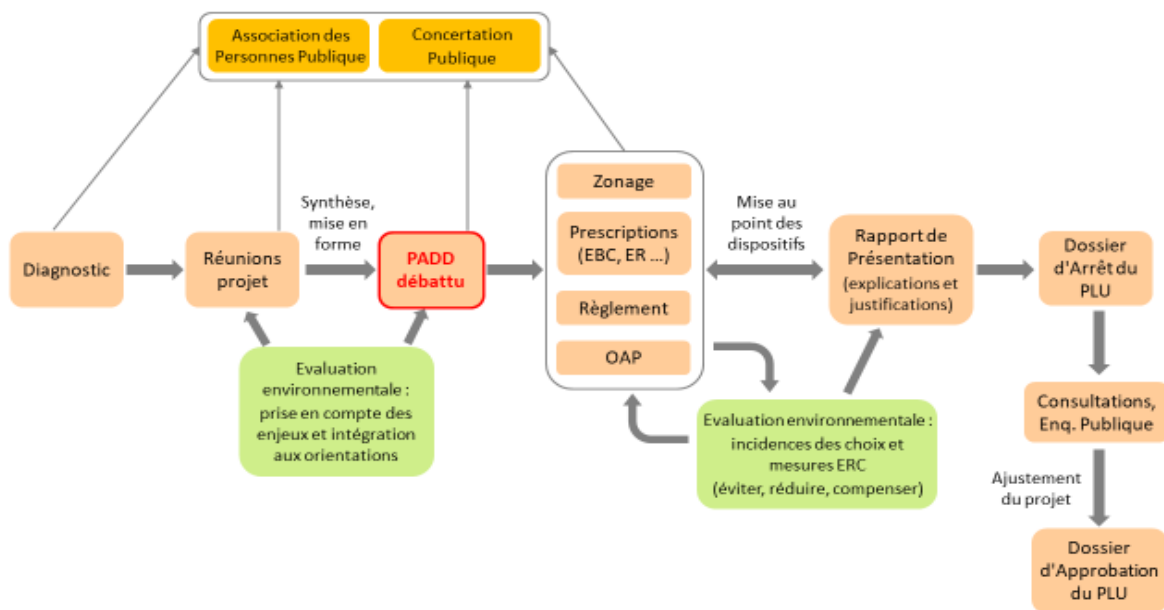 Association des
Personnes Publique
Concertation
Publique
Diagnostic
Réunions
projet
Synthèse,
mise en
forme
PADD
débattu
Evaluation
environnementale :
prise en compte des
enjeux et intégration
aux orientations
Zonage
Prescriptions
(EBC, ER ...)
Règlement
OAP
Mise au
point des
dispositifs
Evaluation environnementale :
incidences des choix et
mesures ERC
(éviter, réduire, compenser)
Rapport de
Présentation
(explications et
justifications)
Dossier
d'Arrêt du
PLU
Consultations,
Enq. Publique
Ajustement
du projet
Dossier
d'Approbation
du PLU